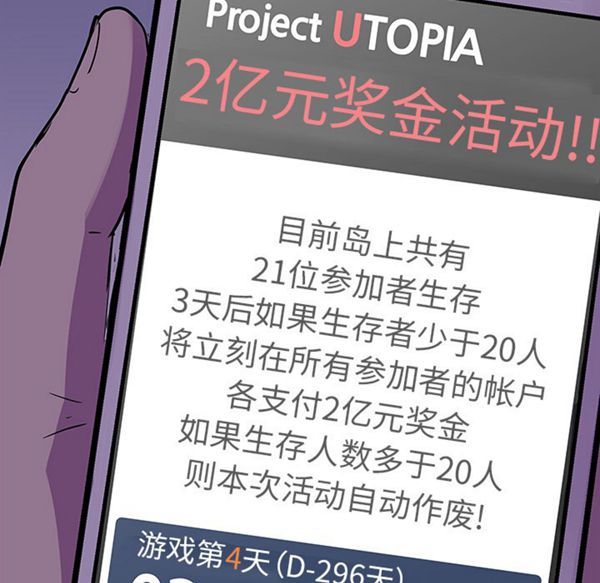 Project UTOPIA
2亿元奖金活动!!
目前岛上共有
21位参加者生存
3天后如果生存者少于20人
将立刻在所有参加者的帐户
各支付2亿元奖金
如果生存人数多于20人
则本次活动自动作废!
游戏第4天(D-296天)